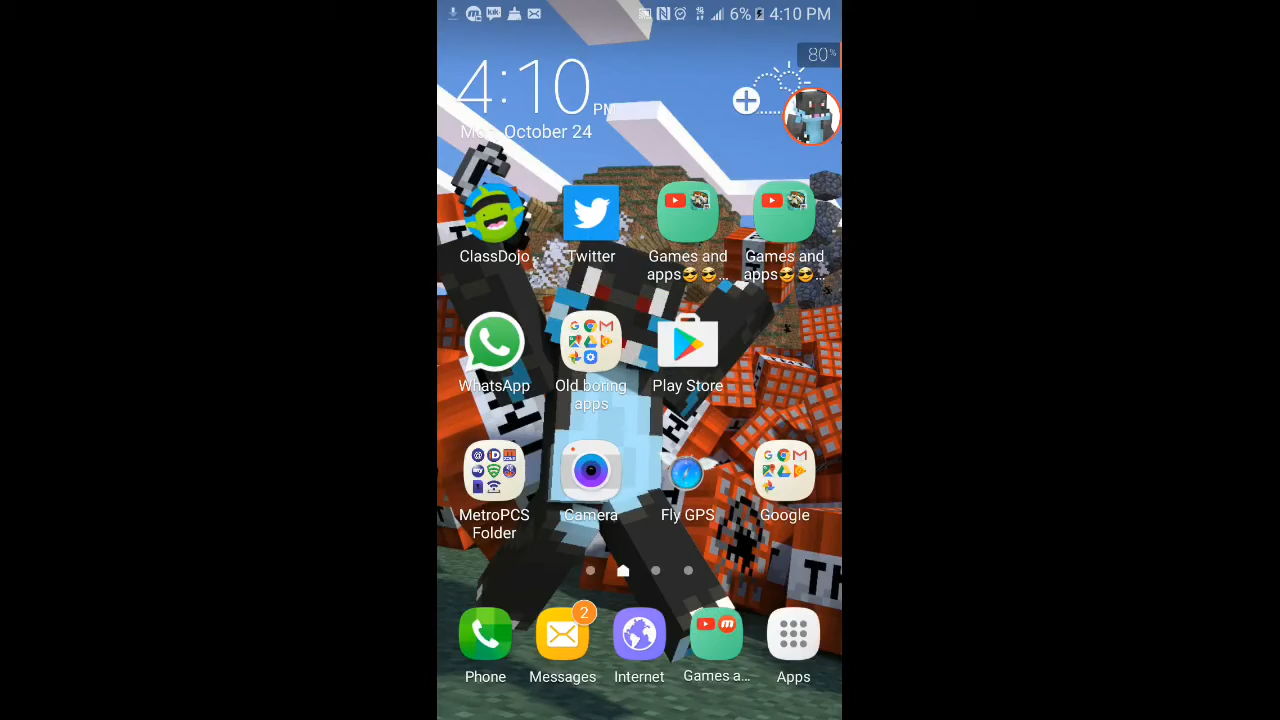 6% 4:10 PM
80%
4:10 PM
October 24
ClassDojo
Twitter
Games and
apps😎😎...
Games and
apps😎😎...
WhatsApp
Old boring
apps
Play Store
MetroPCS
Folder
Camera
Fly GPS
Google
2
Phone
Messages
Internet
Games a...
Apps